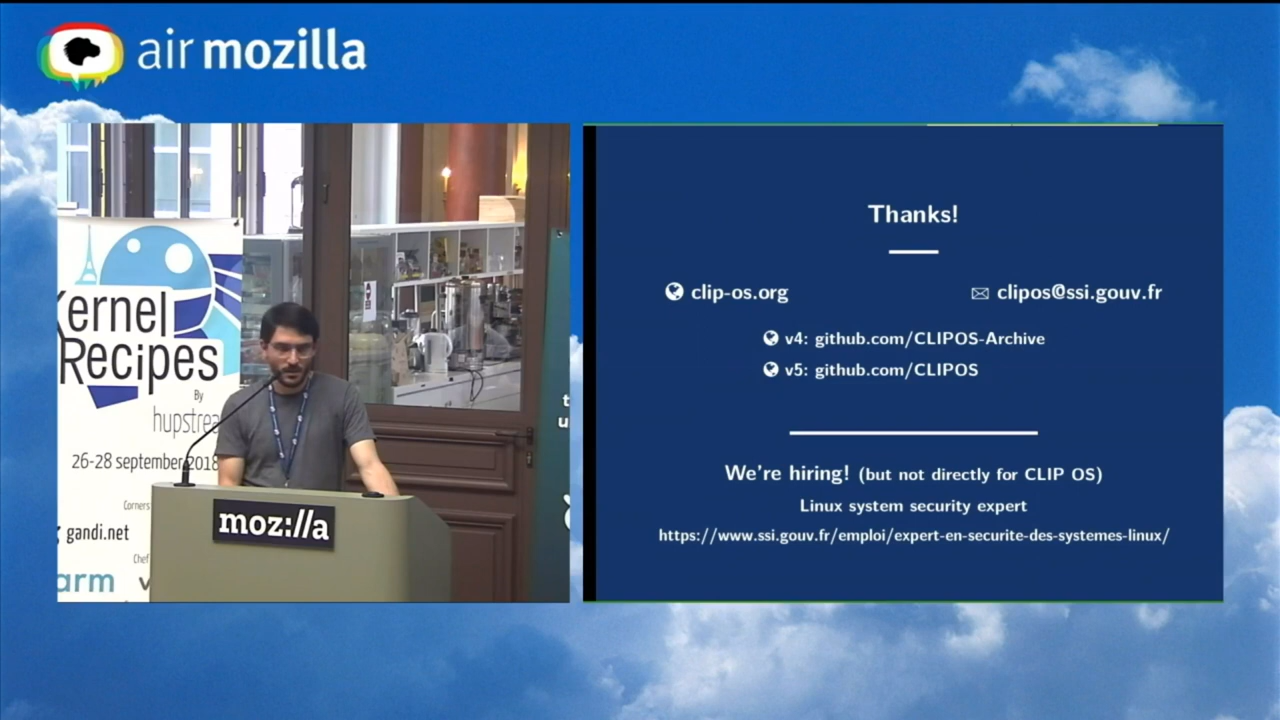 air mozilla
Kernel
Recipes
By
26-28 september 2018
Corners
gandi.net
Chef
arm
moz://a
Thanks!
clip-os.org
clipos@ssi.gouv.fr
v4: github.com/CLIPOS-Archive
v5: github.com/CLIPOS
We're hiring! (but not directly for CLIP OS)
Linux system security expert
https://www.ssi.gouv.fr/emploi/expert-en-securite-des-systemes-linux/